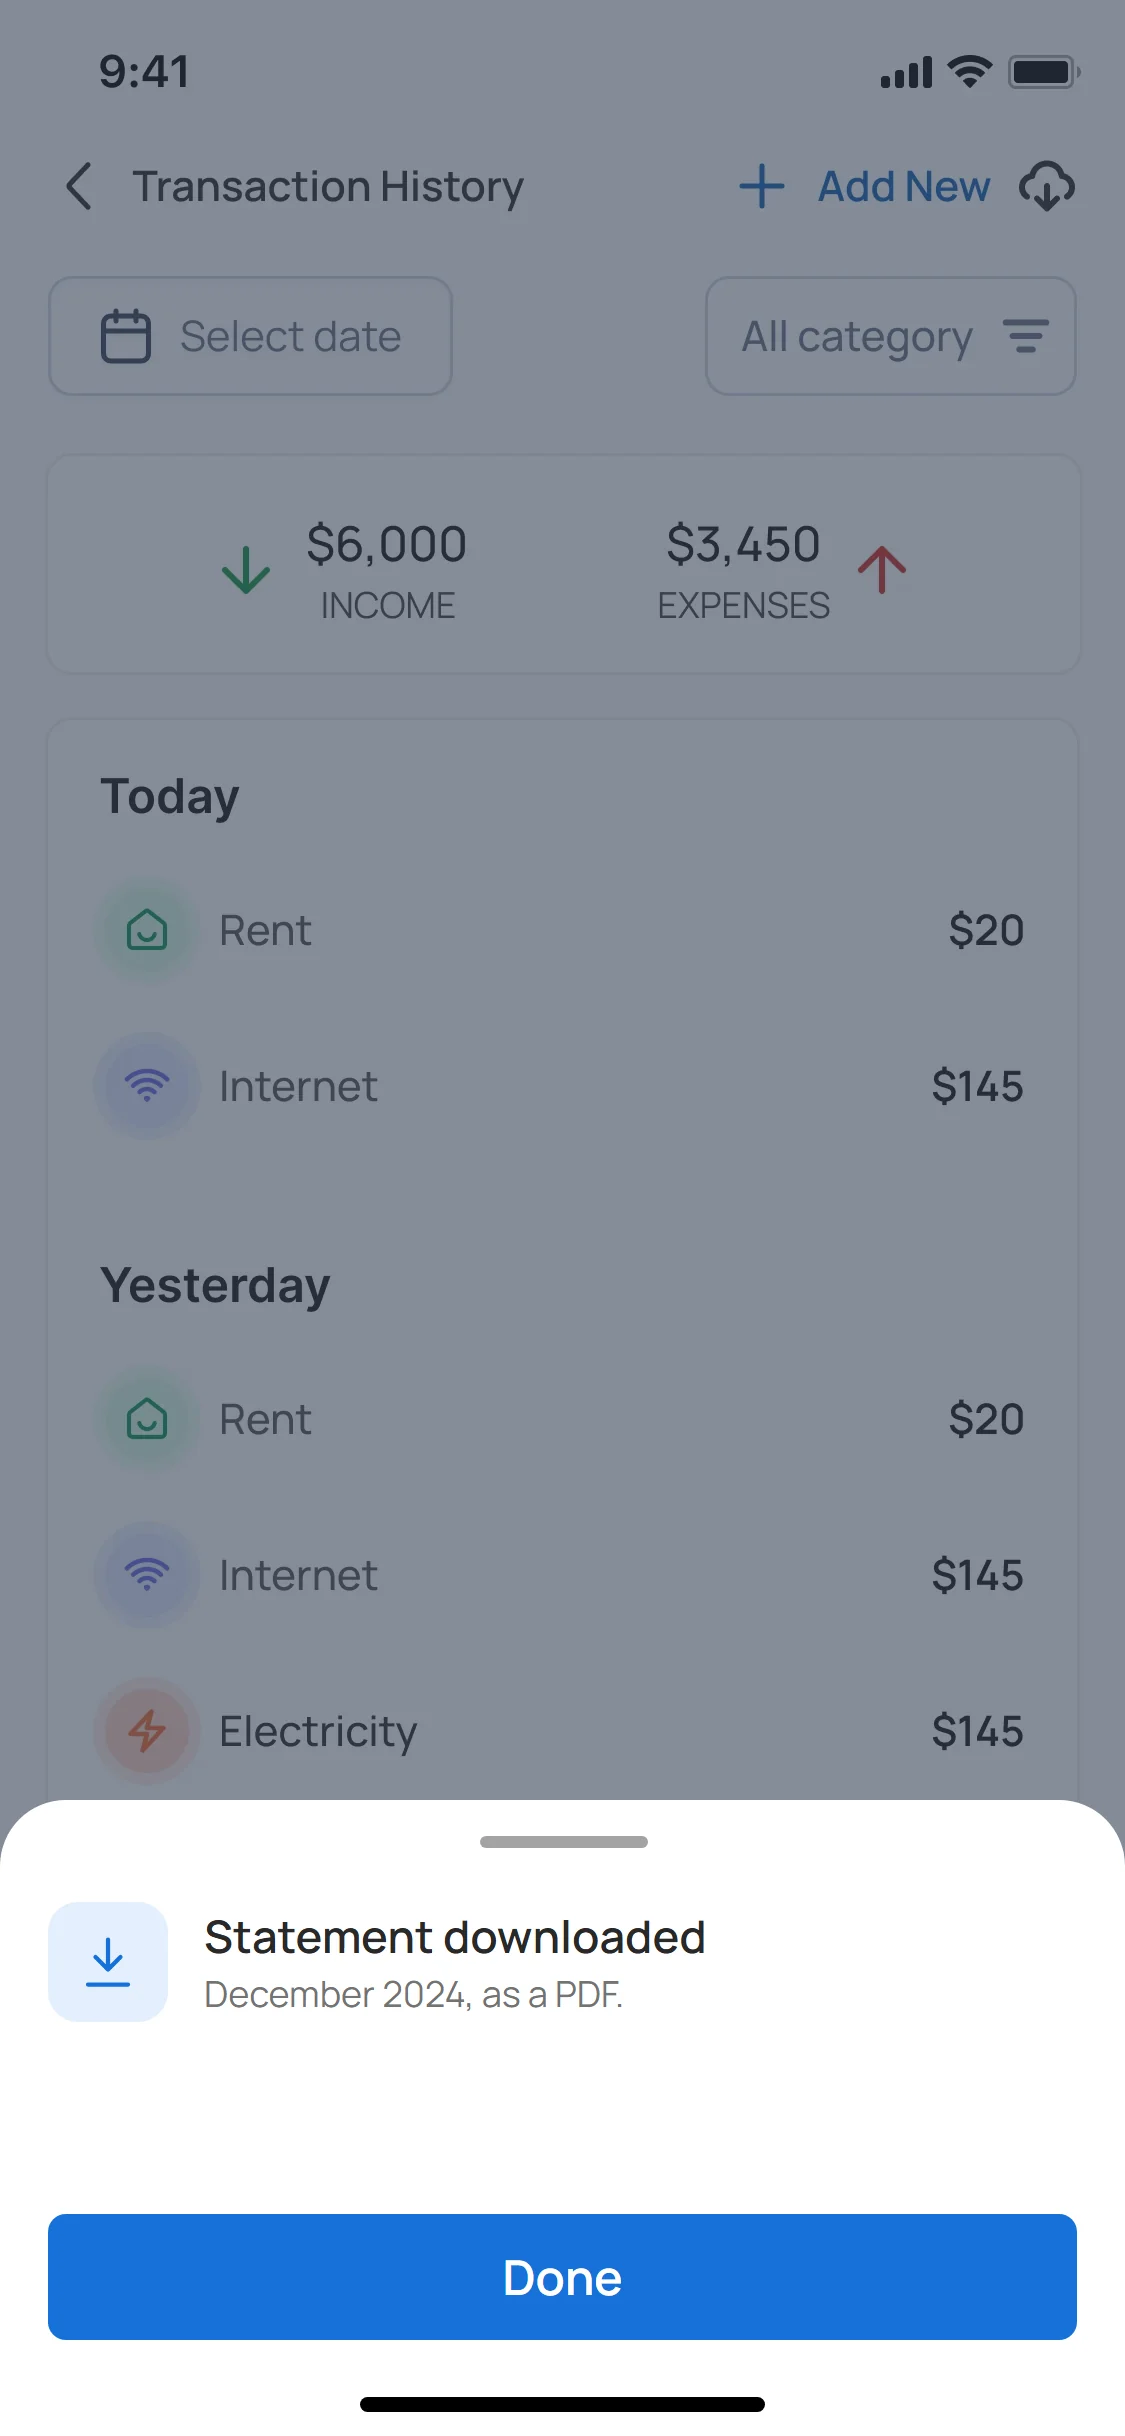 9:41
Transaction History
Add New
Select date
All category
$6,000
INCOME
$3,450
EXPENSES
Today
Rent
$20
Internet
$145
Yesterday
Rent
$20
Internet
$145
Electricity
$145
Statement downloaded
December 2024, as a PDF.
Done